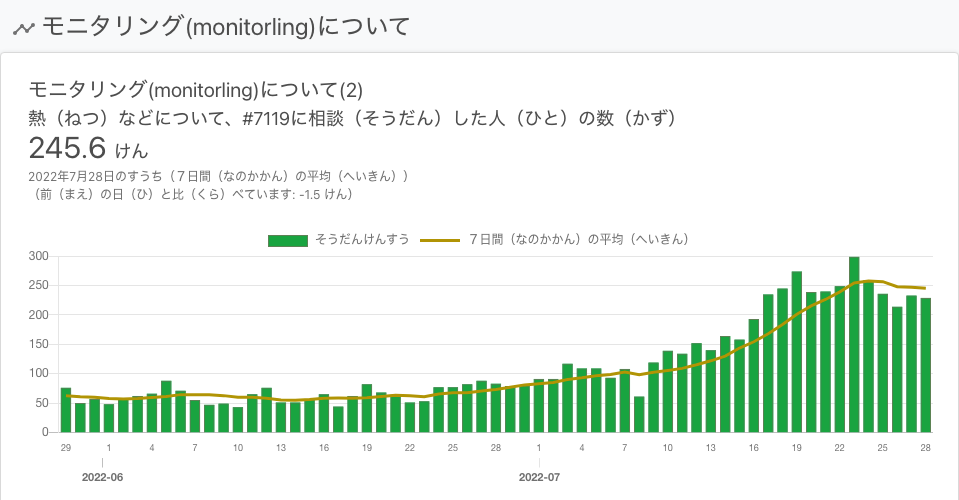 モニタリング(monitorling)について
モニタリング(monitorling)について(2)
熱（ねつ）などについて、#7119に相談（そうだん）した人（ひと）の数（かず）
245.6 けん
2022年7月28日のすうち（７日間（なのかかん）の平均（へいきん））
（前（まえ）の日（ひ）と比（くら）べています: -1.5 けん）
そうだんけんすう ７日間（なのかかん）の平均（へいきん）
300
250
200
150
100
50
0
29 1 4 7 10 13 16 19 22 25 28 1 4 7 10 13 16 19 22 25 28
2022-06 2022-07